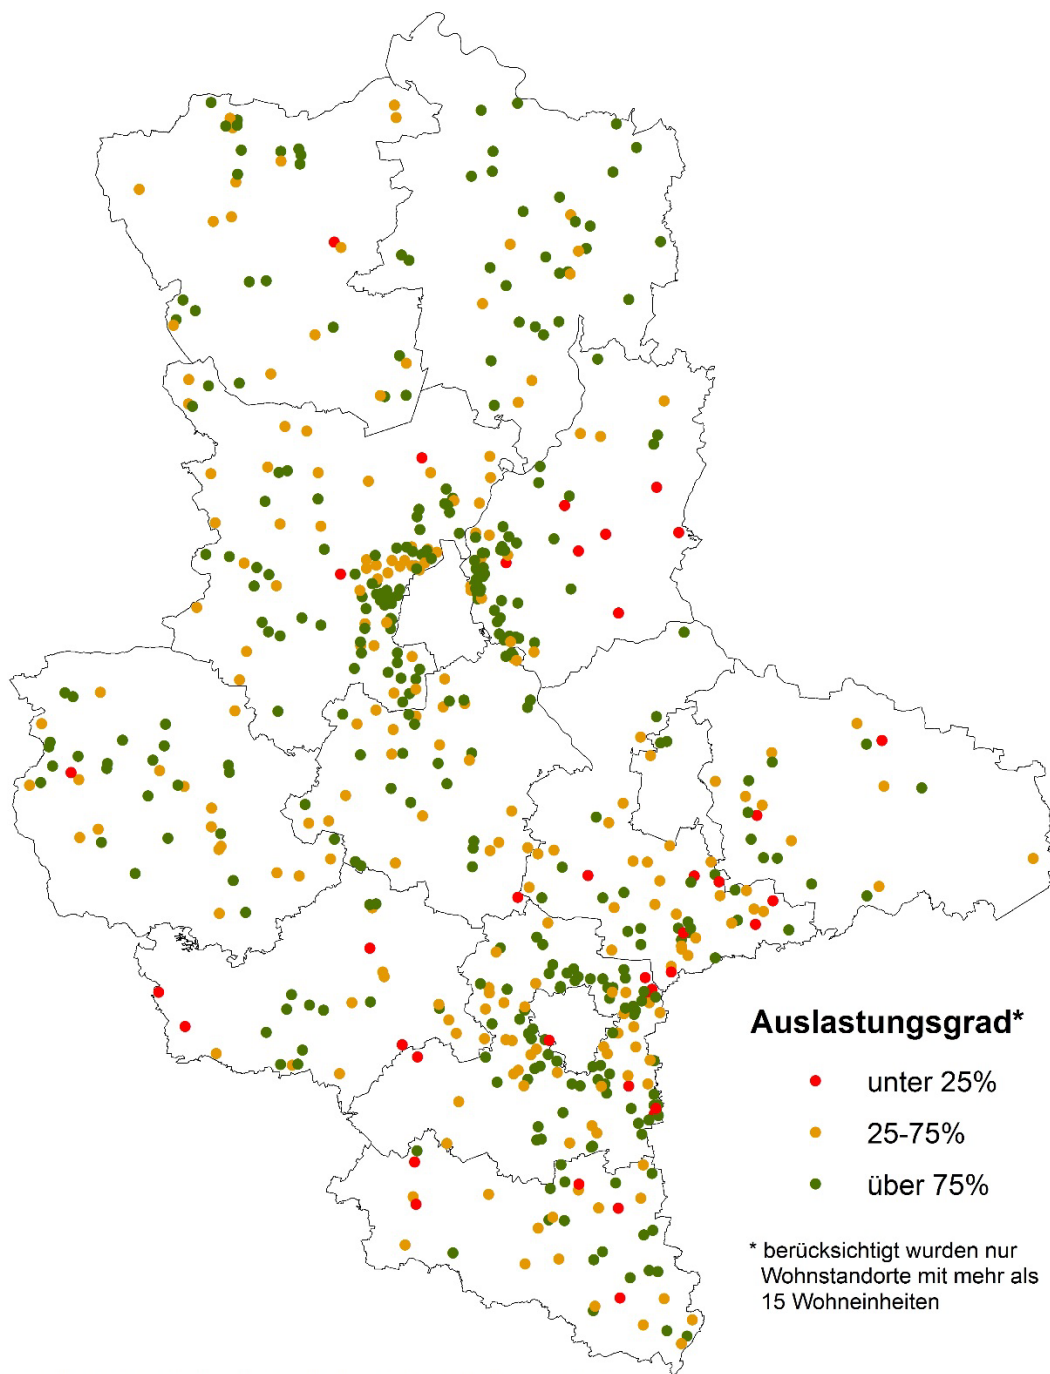 Auslastungsgrad*
unter 25%
25-75%
über 75%
* berücksichtigt wurden nur
Wohnstandorte mit mehr als
15 Wohneinheiten